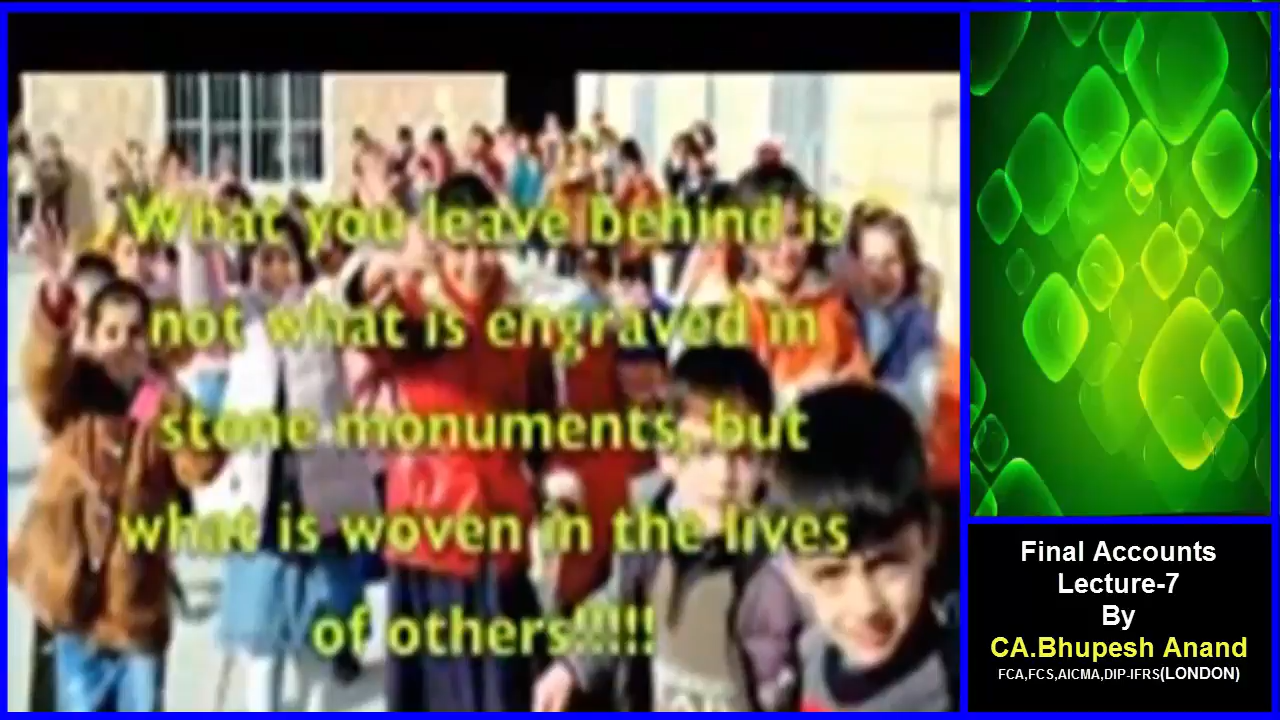 What you leave behind is
not what is engraved in
stone monuments, but
what is woven in the lives
of others!!!!!
Final Accounts
Lecture-7
By
CA.Bhupesh Anand
FCA,FCS,AICMA,DIP-IFRS(LONDON)